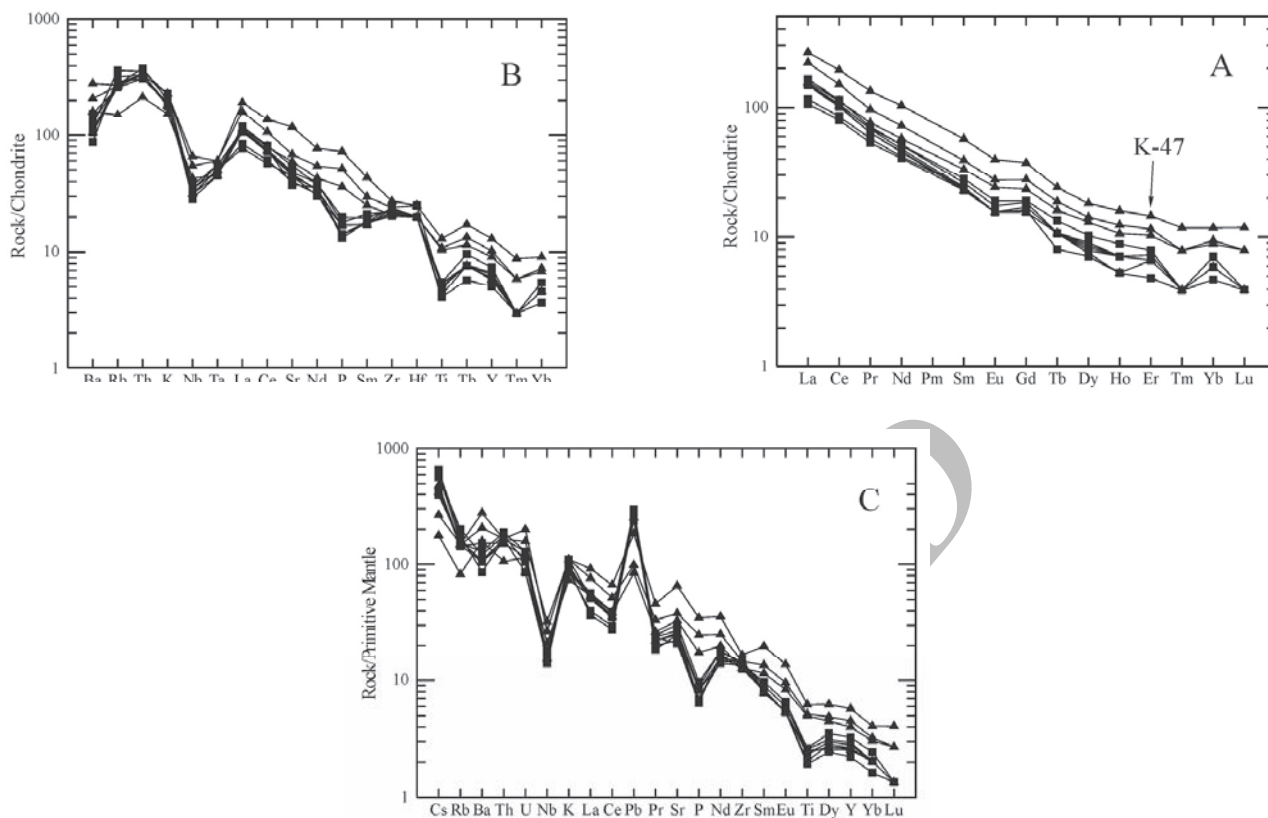 1000
100
10
1
Rock/Chondrite
B
Ba Rb Th K Nb Ta La Ce Sr Nd P Sm Zr Hf Ti Tb Y Tm Yb
100
10
1
Rock/Chondrite
A
K-47
La Ce Pr Nd Pm Sm Eu Gd Tb Dy Ho Er Tm Yb Lu
1000
100
10
1
Rock/Primitive Mantle
C
Cs Rb Ba Th U Nb K La Ce Pb Pr Sr P Nd Zr Sm Eu Ti Dy Y Yb Lu